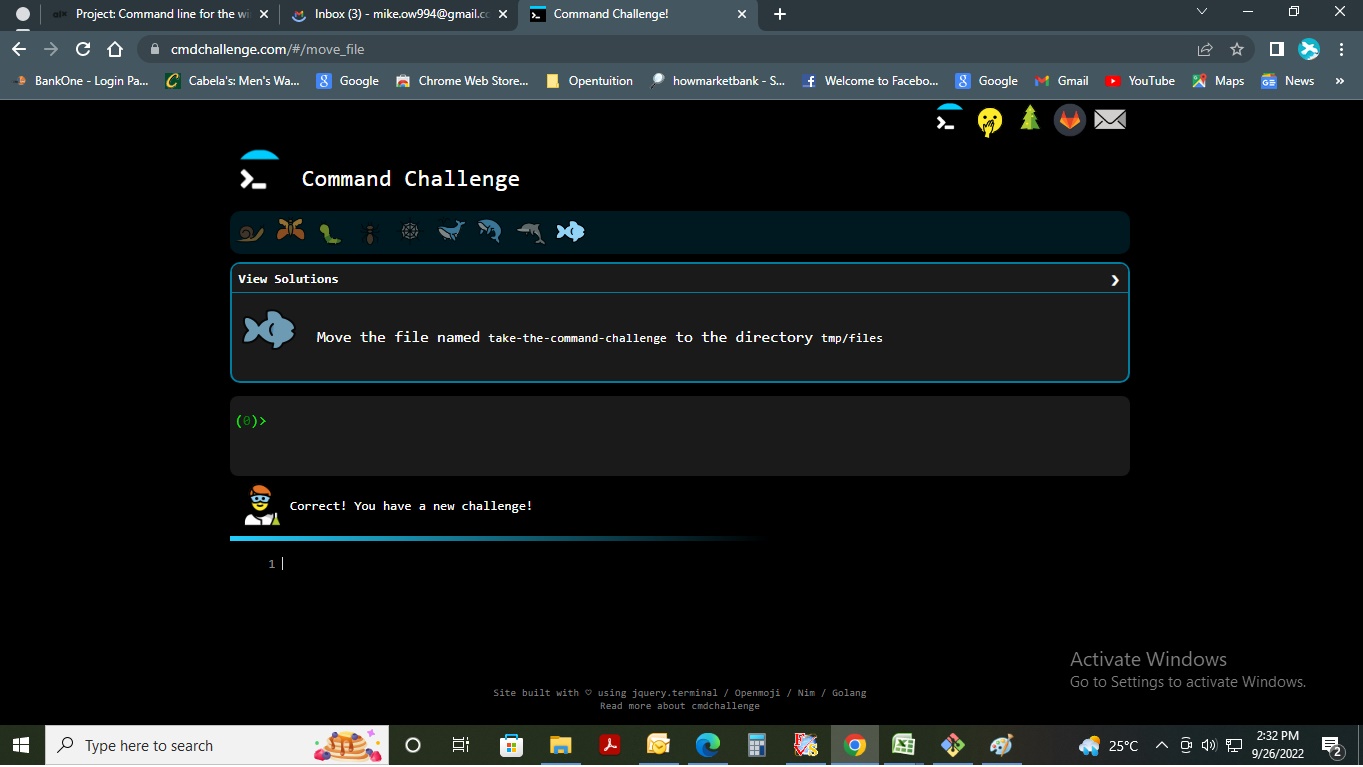 Project: Command line for the wi
Inbox (3) - mike.ow994@gmail.cc
Command Challenge!
cmdchallenge.com/#/move_file
BankOne - Login Pa...
Cabela's: Men's Wa...
Google
Chrome Web Store...
Opentuition
howmarketbank - S...
Welcome to Facebo...
Google
Gmail
YouTube
Maps
News
»
Command Challenge
View Solutions
Move the file named take-the-command-challenge to the directory tmp/files
(0)>
Correct! You have a new challenge!
1
Activate Windows
Go to Settings to activate Windows.
Site built with ♡ using jquery.terminal / Openmoji / Nim / Golang
Read more about cmdchallenge
Type here to search
25°C
2:32 PM
9/26/2022
2